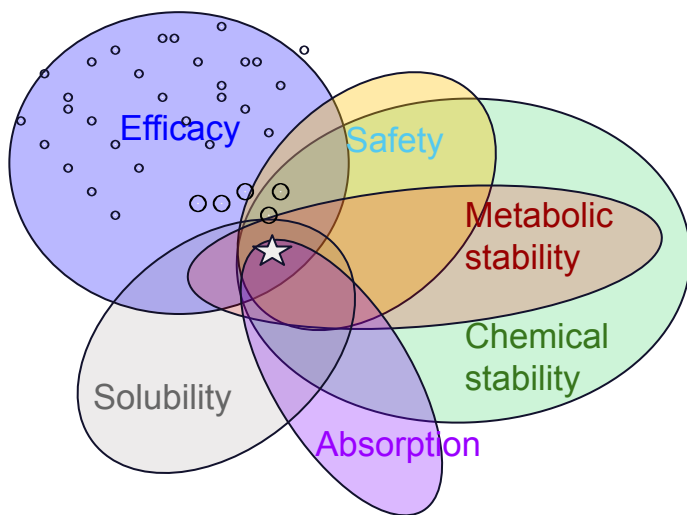 Efficacy
Safety
Metabolic
stability
Chemical
stability
Solubility
Absorption